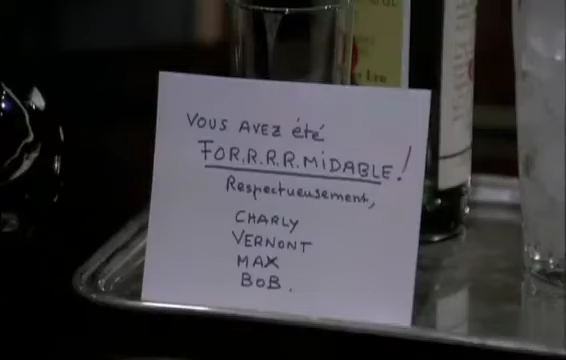 VOUS AVEZ été
FOR.R.R.R.MiDABLE!
Respectueusement,
CHARLY
VERNONT
MAX
BOB.